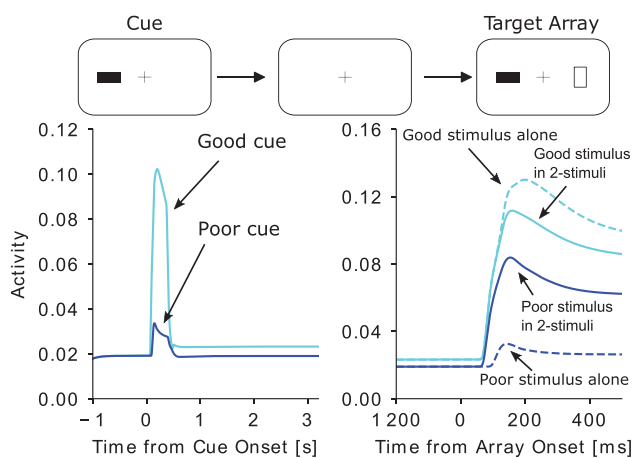 Cue
Target Array
0.12
0.10
0.08
0.06
0.04
0.02
0.00
Activity
Good cue
Poor cue
−1
0
1
2
3
Time from Cue Onset [s]
0.16
0.12
0.08
0.04
0.00
Good stimulus alone
Good stimulus
in 2-stimuli
Poor stimulus
in 2-stimuli
Poor stimulus alone
1 200
0
200
400
Time from Array Onset [ms]